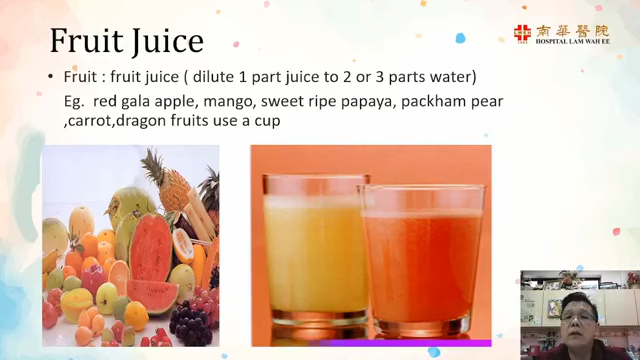 Fruit Juice
南華醫院
HOSPITAL LAM WAH EE
• Fruit : fruit juice ( dilute 1 part juice to 2 or 3 parts water)
Eg. red gala apple, mango, sweet ripe papaya, packham pear
,carrot,dragon fruits use a cup